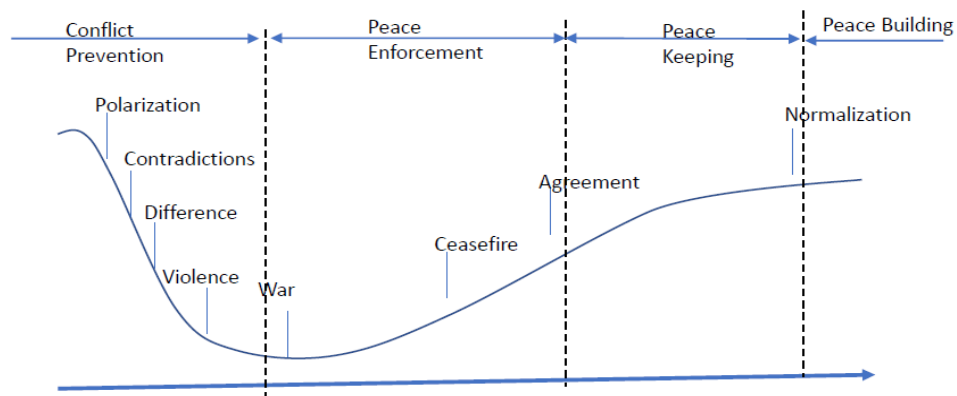 Conflict
Prevention
Peace
Enforcement
Peace
Keeping
Peace Building
Polarization
Contradictions
Difference
Violence
War
Ceasefire
Agreement
Normalization